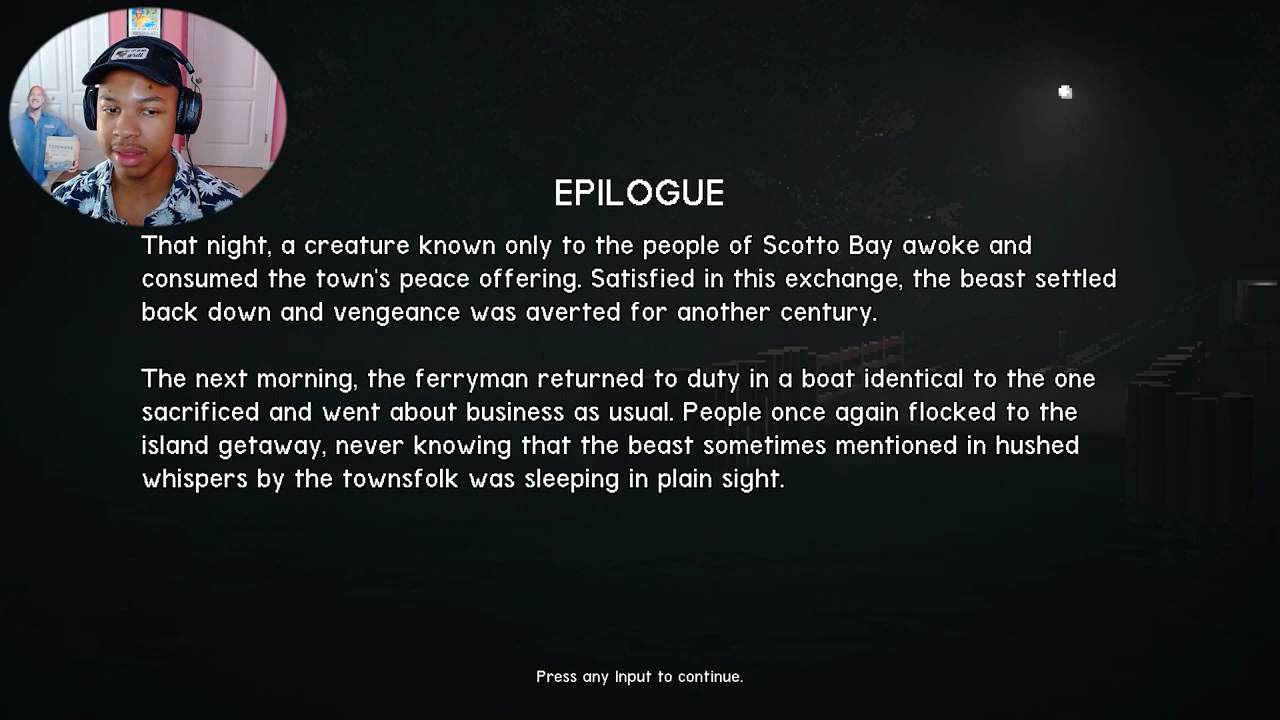 EPILOGUE
That night, a creature known only to the people of Scotto Bay awoke and
consumed the town's peace offering. Satisfied in this exchange, the beast settled
back down and vengeance was averted for another century.
The next morning, the ferryman returned to duty in a boat identical to the one
sacrificed and went about business as usual. People once again flocked to the
island getaway, never knowing that the beast sometimes mentioned in hushed
whispers by the townsfolk was sleeping in plain sight.
Press any Input to continue.